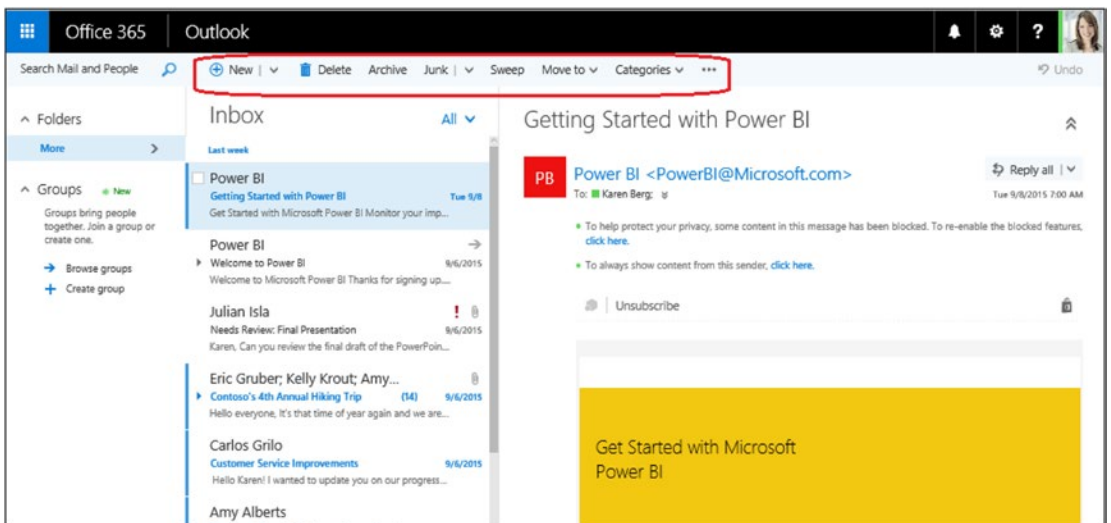 Office 365
Outlook
Search Mail and People
New
Delete
Archive
Junk
Sweep
Move to
Categories
...
Undo
Folders
More
Groups
New
Groups bring people
together. Join a group or
create one.
Browse groups
Create group
Inbox
All
Last week
Power BI
Getting Started with Power BI Tue 9/8
Get Started with Microsoft Power BI Monitor your imp...
Power BI
Welcome to Power BI 9/6/2015
Welcome to Microsoft Power BI Thanks for signing up....
Julian Isla
Needs Review: Final Presentation 9/6/2015
Karen, Can you review the final draft of the PowerPoin...
Eric Gruber; Kelly Krout; Amy...
Contoso's 4th Annual Hiking Trip (14) 9/6/2015
Hello everyone, It's that time of year again and we are...
Carlos Grilo
Customer Service Improvements 9/6/2015
Hello Karen! I wanted to update you on our progress...
Amy Alberts
Getting Started with Power BI
PB
Power BI <PowerBI@Microsoft.com>
Reply all
To: Karen Berg;
Tue 9/8/2015 7:00 AM
To help protect your privacy, some content in this message has been blocked. To re-enable the blocked features,
click here.
To always show content from this sender, click here.
Unsubscribe
Get Started with Microsoft
Power BI